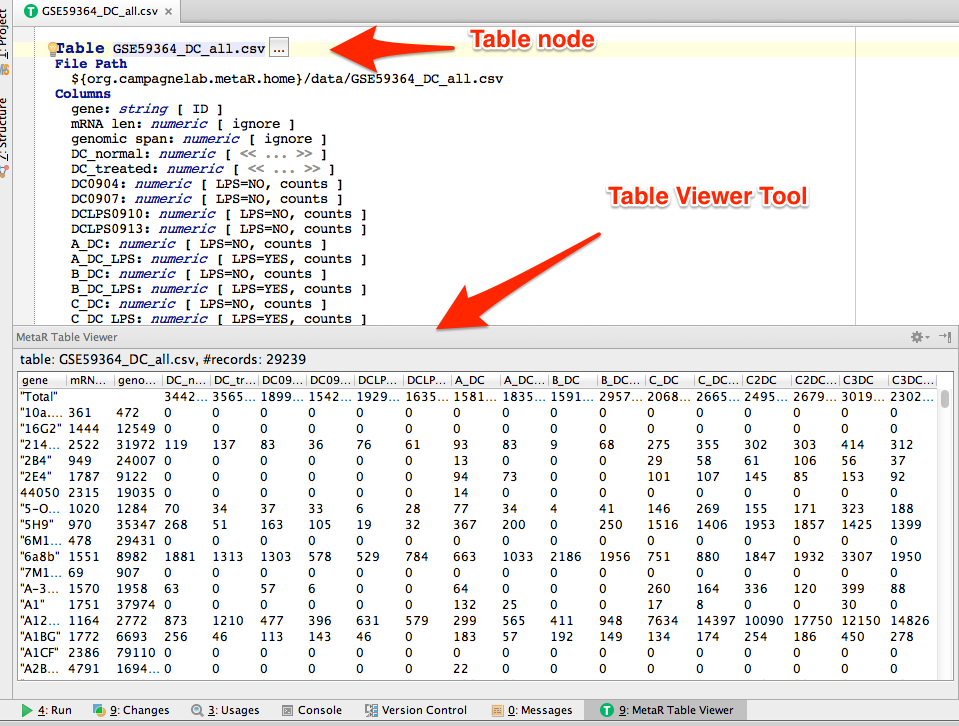 GSE59364_DC_all.csv ×
1: Project
7: Structure
Table GSE59364_DC_all.csv ...
Table node
File Path
${org.campagnelab.metaR.home}/data/GSE59364_DC_all.csv
Columns
gene: string [ ID ]
mRNA len: numeric [ ignore ]
genomic span: numeric [ ignore ]
DC_normal: numeric [ << ... >> ]
DC_treated: numeric [ << ... >> ]
DC0904: numeric [ LPS=NO, counts ]
DC0907: numeric [ LPS=NO, counts ]
DCLPS0910: numeric [ LPS=NO, counts ]
DCLPS0913: numeric [ LPS=NO, counts ]
A_DC: numeric [ LPS=NO, counts ]
A_DC_LPS: numeric [ LPS=YES, counts ]
B_DC: numeric [ LPS=NO, counts ]
B_DC_LPS: numeric [ LPS=YES, counts ]
C_DC: numeric [ LPS=NO, counts ]
C_DC_LPS: numeric [ LPS=YES, counts ]
Table Viewer Tool
MetaR Table Viewer
table: GSE59364_DC_all.csv, #records: 29239
gene mRN... geno... DC_n... DC_tr... DC09... DC09... DCLP... DCLP... A_DC A_DC... B_DC B_DC... C_DC C_DC... C2DC C2DC... C3DC C3DC...
"Total" 3442... 3565... 1899... 1542... 1929... 1635... 1581... 1835... 1591... 2957... 2068... 2665... 2495... 2679... 3019... 2302...
"10a... 361 472 0 0 0 0 0 0 0 0 0 0 0 0 0 0 0 0
"16G2" 1444 12549 0 0 0 0 0 0 0 0 0 0 0 0 0 0 0 0
"214... 2522 31972 119 137 83 36 76 61 93 83 9 68 275 355 302 303 414 312
"2B4" 949 24007 0 0 0 0 0 0 13 0 0 0 29 58 61 106 56 37
"2E4" 1787 9122 0 0 0 0 0 0 94 73 0 0 101 107 145 85 153 92
44050 2315 19035 0 0 0 0 0 0 14 0 0 0 0 0 0 0 0 0
"5-O... 1020 1284 70 34 37 33 6 28 77 34 4 41 146 269 155 171 323 188
"5H9" 970 35347 268 51 163 105 19 32 367 200 0 250 1516 1406 1953 1857 1425 1399
"6M1... 478 29431 0 0 0 0 0 0 0 0 0 0 0 0 0 0 0 0
"6a8b" 1551 8982 1881 1313 1303 578 529 784 663 1033 2186 1956 751 880 1847 1932 3307 1950
"7M1... 69 907 0 0 0 0 0 0 0 0 0 0 0 0 0 0 0 0
"A-3... 1570 1958 63 0 57 6 0 0 64 0 0 0 260 164 336 120 399 88
"A1" 1751 37974 0 0 0 0 0 0 132 25 0 0 17 8 0 0 30 0
"A12... 1164 2772 873 1210 477 396 631 579 299 565 411 948 7634 14397 10090 17750 12150 14826
"A1BG" 1772 6693 256 46 113 143 46 0 183 57 192 149 134 174 254 186 450 278
"A1CF" 2386 79110 0 0 0 0 0 0 0 0 0 0 0 0 0 0 0 0
"A2B... 4791 1694... 0 0 0 0 0 0 22 0 0 0 0 0 0 0 0 0
4: Run 9: Changes 3: Usages Console Version Control 0: Messages 9: MetaR Table Viewer